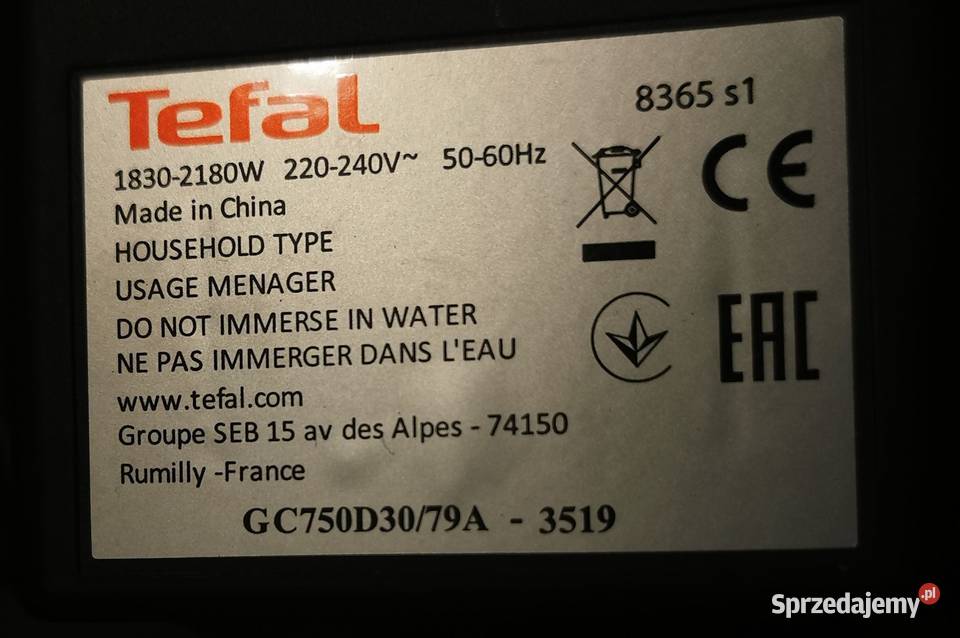 Tefal
8365 s1
1830-2180W 220-240V~ 50-60Hz
Made in China
HOUSEHOLD TYPE
USAGE MENAGER
DO NOT IMMERSE IN WATER
NE PAS IMMERGER DANS L'EAU
www.tefal.com
Groupe SEB 15 av des Alpes - 74150
Rumilly -France
GC750D30/79A - 3519
CE
EAC
Sprzedajemy.pl